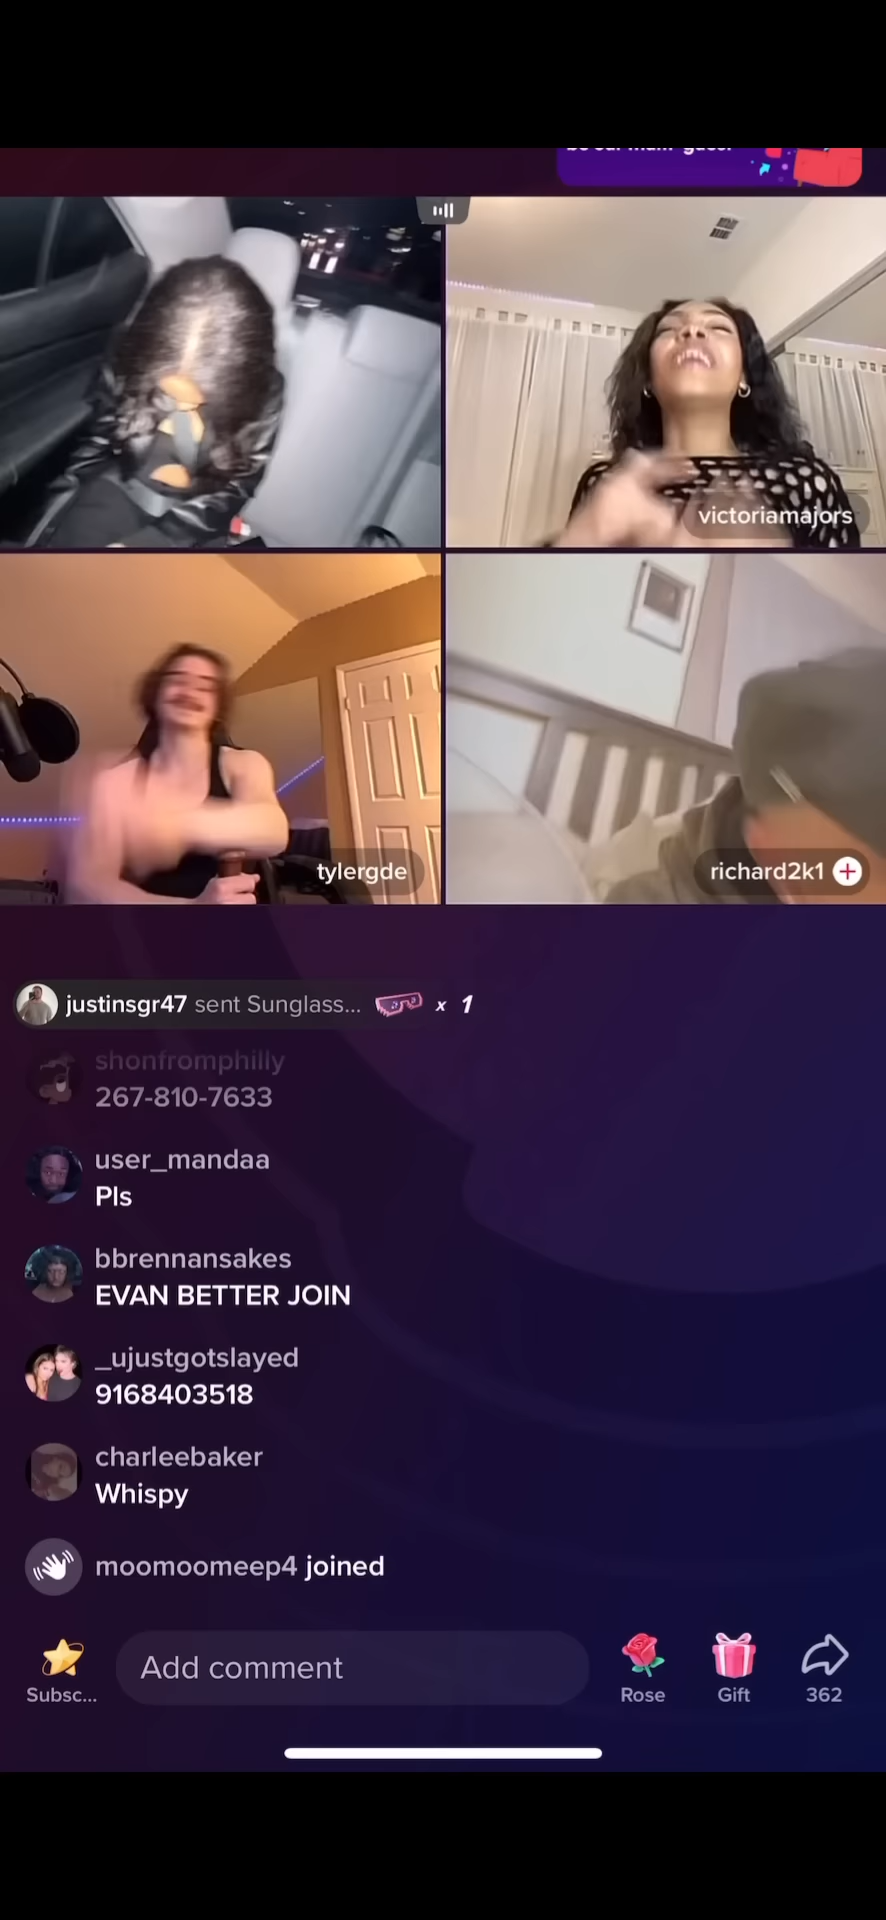 victoriamajors
tylergde
richard2k1
justinsgr47 sent Sunglass... x 1
shonfromphilly
267-810-7633
user_mandaa
Pls
bbrennansakes
EVAN BETTER JOIN
_ujustgotslayed
9168403518
charleebaker
Whispy
moomoomeep4 joined
Subsc... Add comment Rose Gift 362